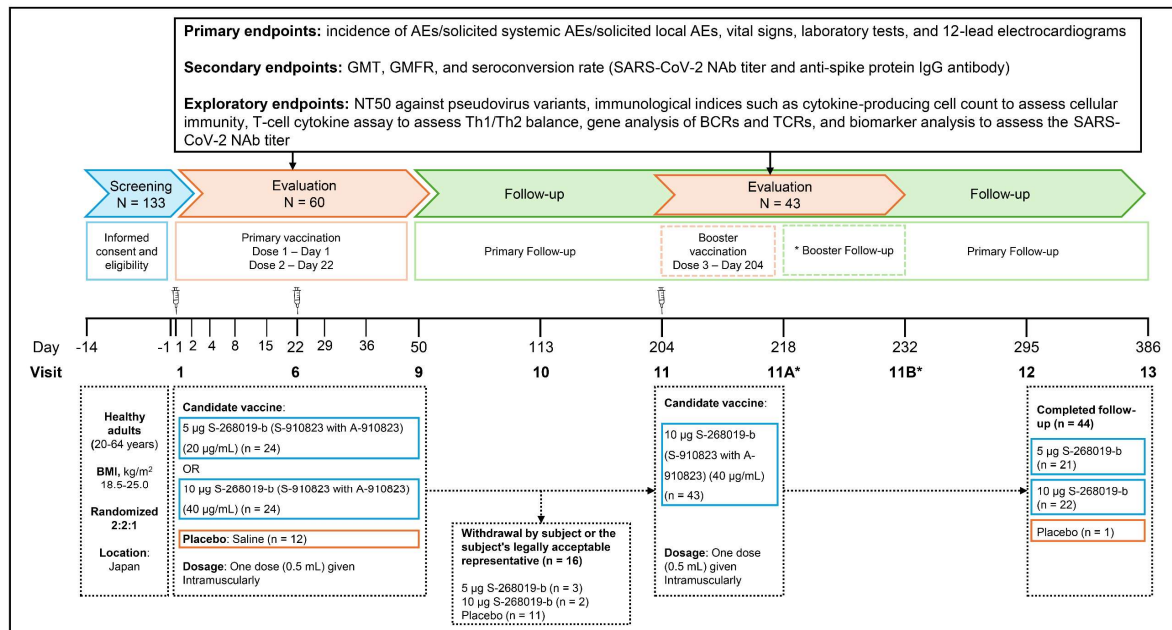 Primary endpoints: incidence of AEs/solicited systemic AEs/solicited local AEs, vital signs, laboratory tests, and 12-lead electrocardiograms
Secondary endpoints: GMT, GMFR, and seroconversion rate (SARS-CoV-2 NAb titer and anti-spike protein IgG antibody)
Exploratory endpoints: NT50 against pseudovirus variants, immunological indices such as cytokine-producing cell count to assess cellular
immunity, T-cell cytokine assay to assess Th1/Th2 balance, gene analysis of BCRs and TCRs, and biomarker analysis to assess the SARS-
CoV-2 NAb titer
Screening
N = 133
Evaluation
N = 60
Follow-up
Evaluation
N = 43
Follow-up
Informed
consent and
eligibility
Primary vaccination
Dose 1 – Day 1
Dose 2 – Day 22
Primary Follow-up
Booster
vaccination
Dose 3 – Day 204
* Booster Follow-up
Primary Follow-up
Day -14 -1 1 2 4 8 15 22 29 36 50 113 204 218 232 295 386
Visit 1 6 9 10 11 11A* 11B* 12 13
Healthy
adults
(20-64 years)
BMI, kg/m²
18.5-25.0
Randomized
2:2:1
Location:
Japan
Candidate vaccine:
5 µg S-268019-b (S-910823 with A-910823)
(20 µg/mL) (n = 24)
OR
10 µg S-268019-b (S-910823 with A-910823)
(40 µg/mL) (n = 24)
Placebo: Saline (n = 12)
Dosage: One dose (0.5 mL) given
Intramuscularly
Withdrawal by subject or the
subject's legally acceptable
representative (n = 16)
5 µg S-268019-b (n = 3)
10 µg S-268019-b (n = 2)
Placebo (n = 11)
Candidate vaccine:
10 µg S-268019-b
(S-910823 with A-
910823) (40 µg/mL)
(n = 43)
Dosage: One dose
(0.5 mL) given
Intramuscularly
Completed follow-
up (n = 44)
5 µg S-268019-b
(n = 21)
10 µg S-268019-b
(n = 22)
Placebo (n = 1)